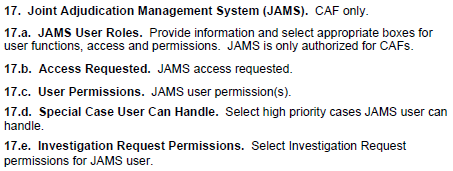 17. Joint Adjudication Management System (JAMS). CAF only.
17.a. JAMS User Roles. Provide information and select appropriate boxes for
user functions, access and permissions. JAMS is only authorized for CAFs.
17.b. Access Requested. JAMS access requested.
17.c. User Permissions. JAMS user permission(s).
17.d. Special Case User Can Handle. Select high priority cases JAMS user can
handle.
17.e. Investigation Request Permissions. Select Investigation Request
permissions for JAMS user.